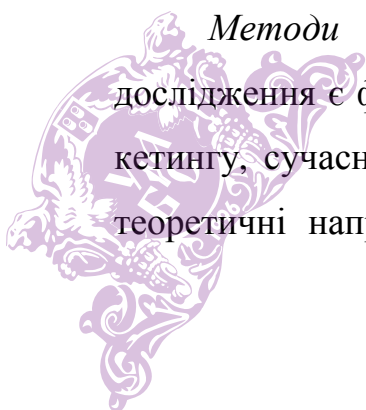 Методи
дослідження є ф
кетингу, сучасн
теоретичні нап